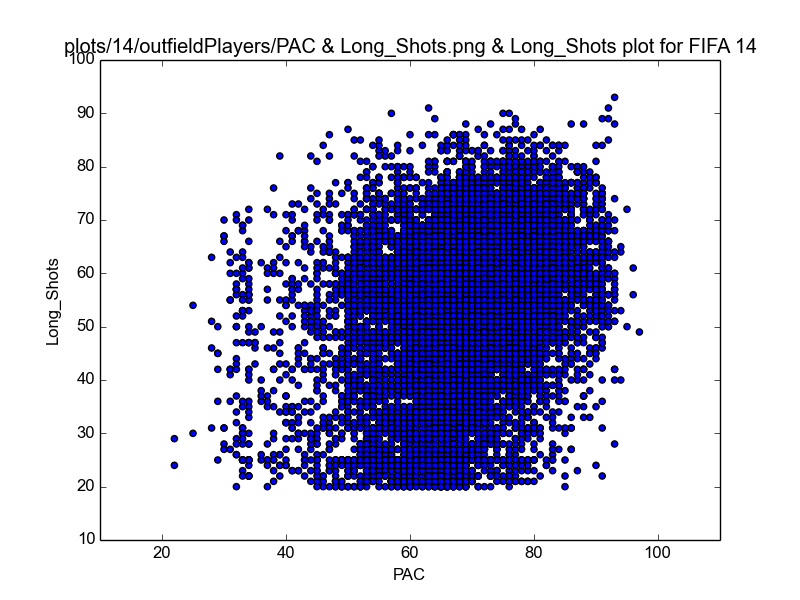 plots/14/outfieldPlayers/PAC & Long_Shots.png & Long_Shots plot for FIFA 14
100
90
80
70
60
50
40
30
20
10
Long_Shots
20 40 60 80 100
PAC